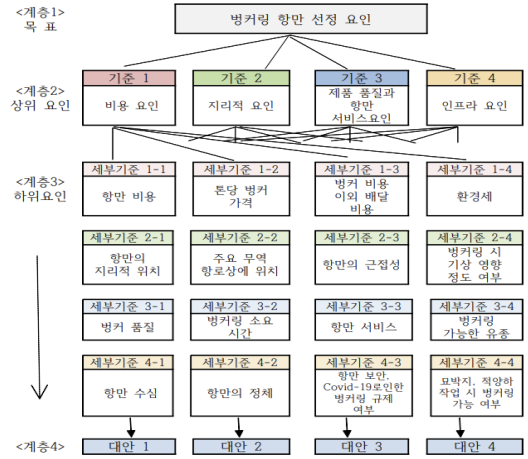 <계층1>
목 표
벙커링 항만 선정 요인
<계층2>
상위 요인
기준 1
비용 요인
기준 2
지리적 요인
기준 3
제품 품질과
항만
서비스요인
기준 4
인프라 요인
<계층3>
하위요인
세부기준 1-1
항만 비용
세부기준 1-2
톤당 벙커
가격
세부기준 1-3
벙커 비용
이외 배달
비용
세부기준 1-4
환경세
세부기준 2-1
항만의
지리적 위치
세부기준 2-2
주요 무역
항로상에 위치
세부기준 2-3
항만의 근접성
세부기준 2-4
벙커링 시
기상 영향
정도 여부
세부기준 3-1
벙커 품질
세부기준 3-2
벙커링 소요
시간
세부기준 3-3
항만 서비스
세부기준 3-4
벙커링
가능한 유종
세부기준 4-1
항만 수심
세부기준 4-2
항만의 정체
세부기준 4-3
항만 보안,
Covid-19로인한
벙커링 규제
여부
세부기준 4-4
묘박지, 적양하
작업 시 벙커링
가능 여부
<계층4>
대안 1
대안 2
대안 3
대안 4